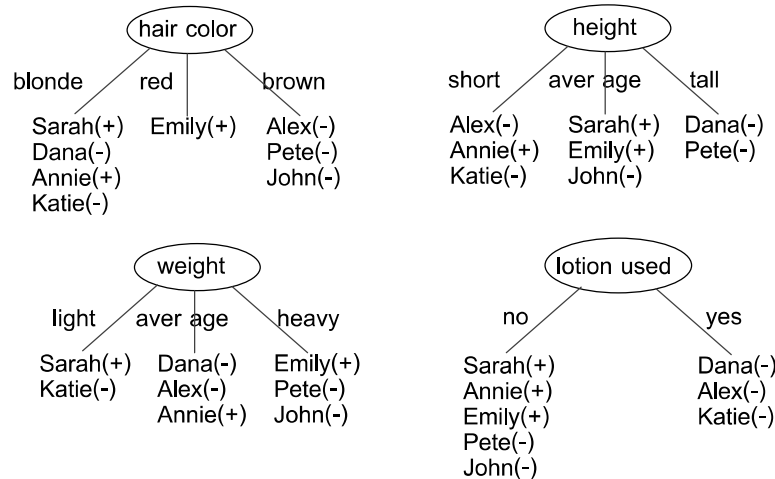 hair color
blonde red brown
Sarah(+) Emily(+) Alex(-)
Dana(-) Pete(-)
Annie(+) John(-)
Katie(-)
height
short aver age tall
Alex(-) Sarah(+) Dana(-)
Annie(+) Emily(+) Pete(-)
Katie(-) John(-)
weight
light aver age heavy
Sarah(+) Dana(-) Emily(+)
Katie(-) Alex(-) Pete(-)
Annie(+) John(-)
lotion used
no yes
Sarah(+) Dana(-)
Annie(+) Alex(-)
Emily(+) Katie(-)
Pete(-)
John(-)